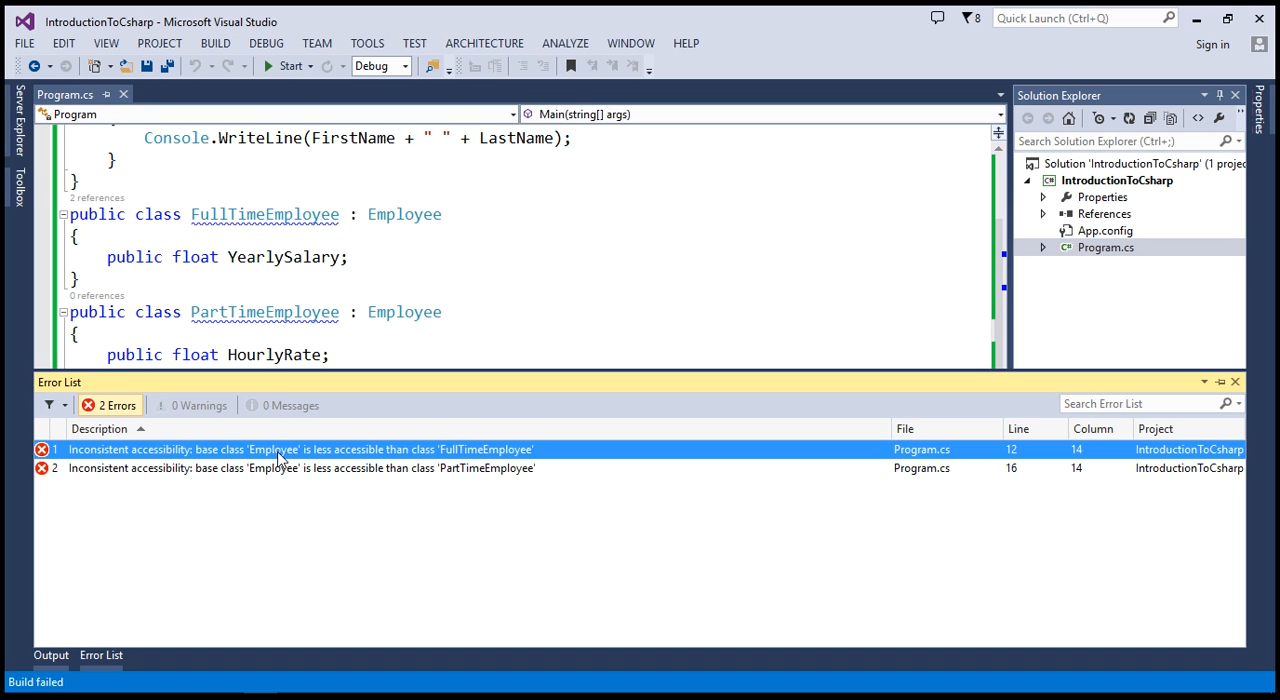 IntroductionToCsharp - Microsoft Visual Studio
8
Quick Launch (Ctrl+Q)
FILE EDIT VIEW PROJECT BUILD DEBUG TEAM TOOLS TEST ARCHITECTURE ANALYZE WINDOW HELP
Sign in
Start Debug
Server Explorer
Toolbox
Program.cs
Program
Main(string[] args)
Console.WriteLine(FirstName + " " + LastName);
}
}
2 references
public class FullTimeEmployee : Employee
{
public float YearlySalary;
}
0 references
public class PartTimeEmployee : Employee
{
public float HourlyRate;
Solution Explorer
Search Solution Explorer (Ctrl+;)
Solution 'IntroductionToCsharp' (1 projec
C# IntroductionToCsharp
Properties
References
App.config
C# Program.cs
Properties
Error List
2 Errors 0 Warnings 0 Messages
Search Error List
Description File Line Column Project
1 Inconsistent accessibility: base class 'Employee' is less accessible than class 'FullTimeEmployee' Program.cs 12 14 IntroductionToCsharp
2 Inconsistent accessibility: base class 'Employee' is less accessible than class 'PartTimeEmployee' Program.cs 16 14 IntroductionToCsharp
Output Error List
Build failed